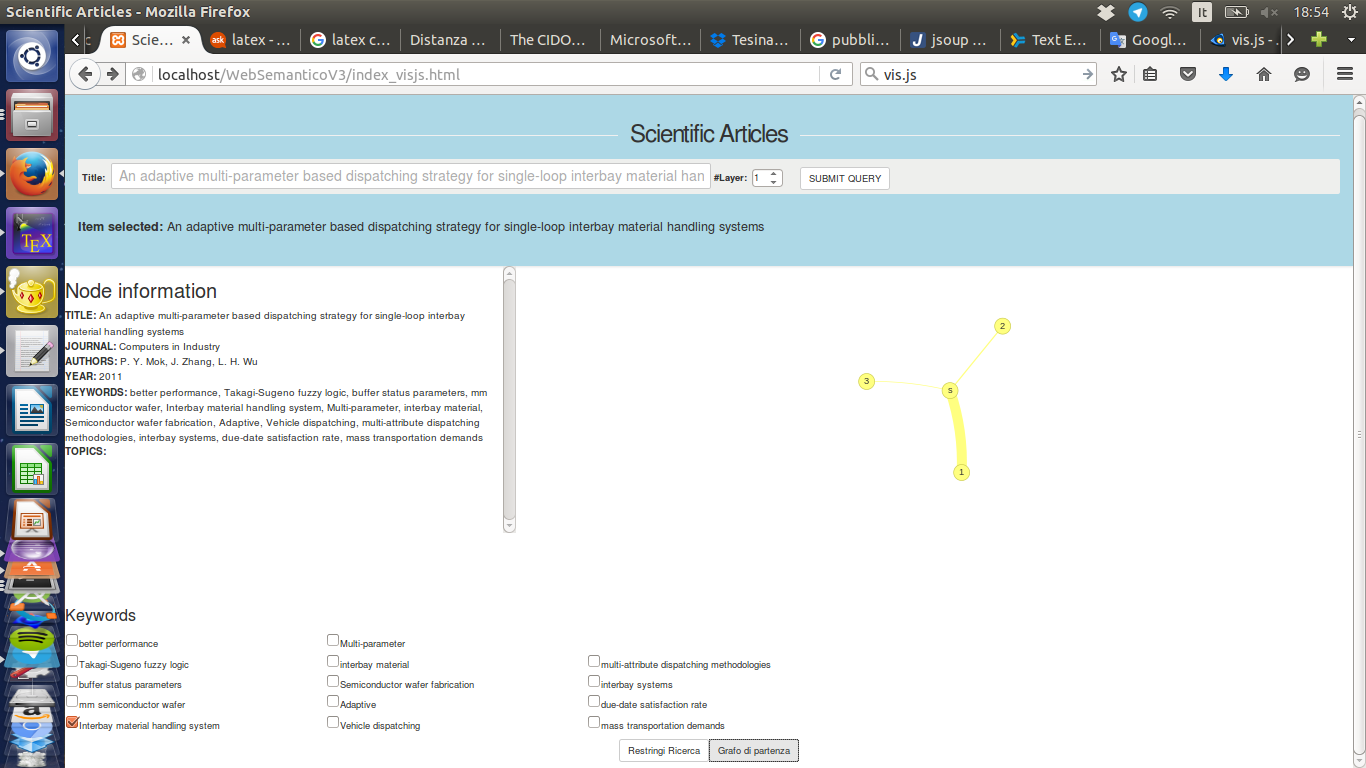 Scientific Articles - Mozilla Firefox
It
18:54
c
Scie...
latex - ...
latex c...
Distanza ...
The CIDO...
Microsoft...
Tesina...
pubbli...
jsoup ...
Text E...
Googl...
vis.js - .
localhost/WebSemanticoV3/index_visjs.html
vis.js
Scientific Articles
Title: An adaptive multi-parameter based dispatching strategy for single-loop interbay material han
#Layer: 1
SUBMIT QUERY
Item selected: An adaptive multi-parameter based dispatching strategy for single-loop interbay material handling systems
Node information
TITLE: An adaptive multi-parameter based dispatching strategy for single-loop interbay
material handling systems
JOURNAL: Computers in Industry
AUTHORS: P. Y. Mok, J. Zhang, L. H. Wu
YEAR: 2011
KEYWORDS: better performance, Takagi-Sugeno fuzzy logic, buffer status parameters, mm
semiconductor wafer, Interbay material handling system, Multi-parameter, interbay material,
Semiconductor wafer fabrication, Adaptive, Vehicle dispatching, multi-attribute dispatching
methodologies, interbay systems, due-date satisfaction rate, mass transportation demands
TOPICS:
2
3
s
1
Keywords
better performance
Multi-parameter
Takagi-Sugeno fuzzy logic
interbay material
multi-attribute dispatching methodologies
buffer status parameters
Semiconductor wafer fabrication
interbay systems
mm semiconductor wafer
Adaptive
due-date satisfaction rate
Interbay material handling system
Vehicle dispatching
mass transportation demands
Restringi Ricerca
Grafo di partenza
TEX